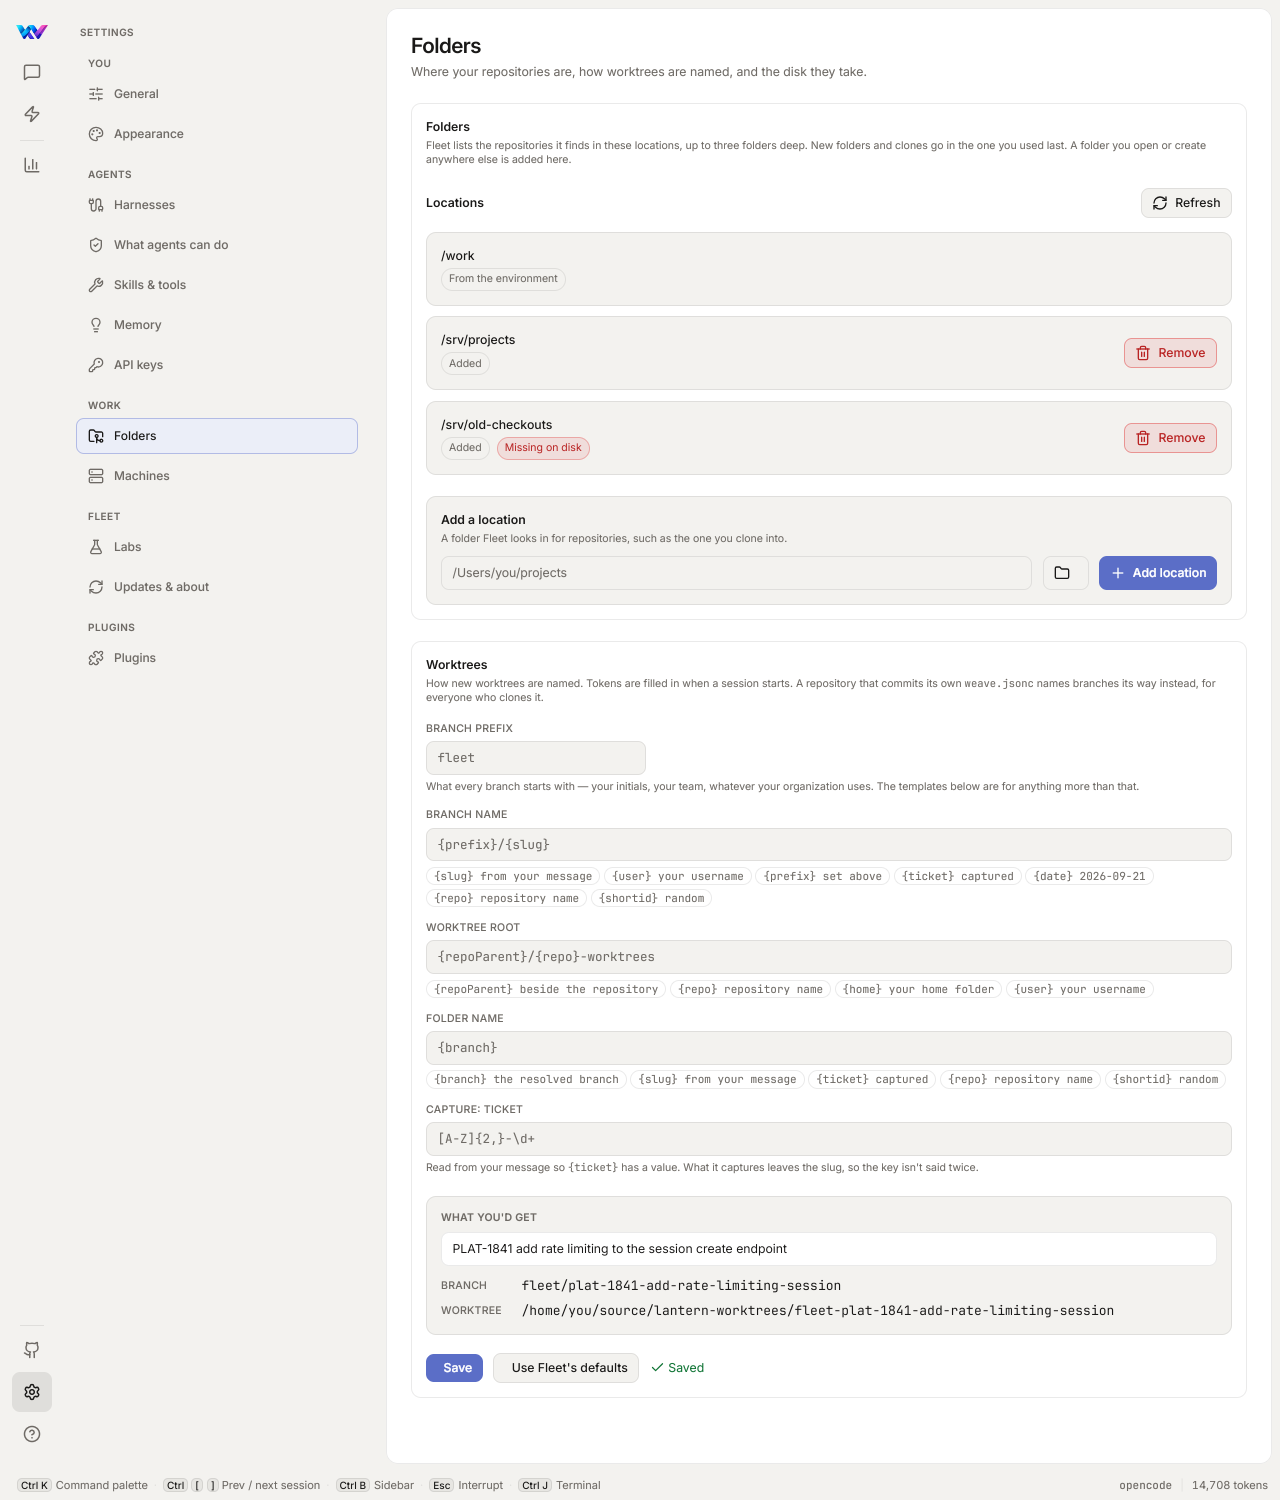 SETTINGS
YOU
General
Appearance
AGENTS
Harnesses
What agents can do
Skills & tools
Memory
API keys
WORK
Folders
Machines
FLEET
Labs
Updates & about
PLUGINS
Plugins
Folders
Where your repositories are, how worktrees are named, and the disk they take.
Folders
Fleet lists the repositories it finds in these locations, up to three folders deep. New folders and clones go in the one you used last. A folder you open or create
anywhere else is added here.
Locations
Refresh
/work
From the environment
/srv/projects
Added
Remove
/srv/old-checkouts
Added Missing on disk
Remove
Add a location
A folder Fleet looks in for repositories, such as the one you clone into.
/Users/you/projects
Add location
Worktrees
How new worktrees are named. Tokens are filled in when a session starts. A repository that commits its own weave.jsonc names branches its way instead, for
everyone who clones it.
BRANCH PREFIX
fleet
What every branch starts with — your initials, your team, whatever your organization uses. The templates below are for anything more than that.
BRANCH NAME
{prefix}/{slug}
{slug} from your message {user} your username {prefix} set above {ticket} captured {date} 2026-09-21
{repo} repository name {shortid} random
WORKTREE ROOT
{repoParent}/{repo}-worktrees
{repoParent} beside the repository {repo} repository name {home} your home folder {user} your username
FOLDER NAME
{branch}
{branch} the resolved branch {slug} from your message {ticket} captured {repo} repository name {shortid} random
CAPTURE: TICKET
[A-Z]{2,}-\d+
Read from your message so {ticket} has a value. What it captures leaves the slug, so the key isn't said twice.
WHAT YOU'D GET
PLAT-1841 add rate limiting to the session create endpoint
BRANCH fleet/plat-1841-add-rate-limiting-session
WORKTREE /home/you/source/lantern-worktrees/fleet-plat-1841-add-rate-limiting-session
Save Use Fleet's defaults Saved
Ctrl K Command palette Ctrl [ ] Prev / next session Ctrl B Sidebar Esc Interrupt Ctrl J Terminal opencode 14,708 tokens